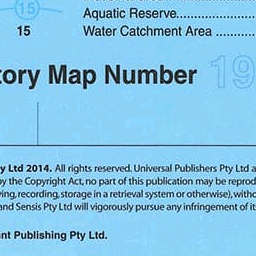 15
Aquatic Reserve
15 Water Catchment Area
tory Map Number 19
y Ltd 2014. All rights reserved. Universal Publishers Pty Ltd a
y the Copyright Act, no part of this publication may be reprod
ing, recording, storage in a retrieval system or otherwise), witho
and Sensis Pty Ltd will vigorously pursue any infringement of it
nt Publishing Pty Ltd.